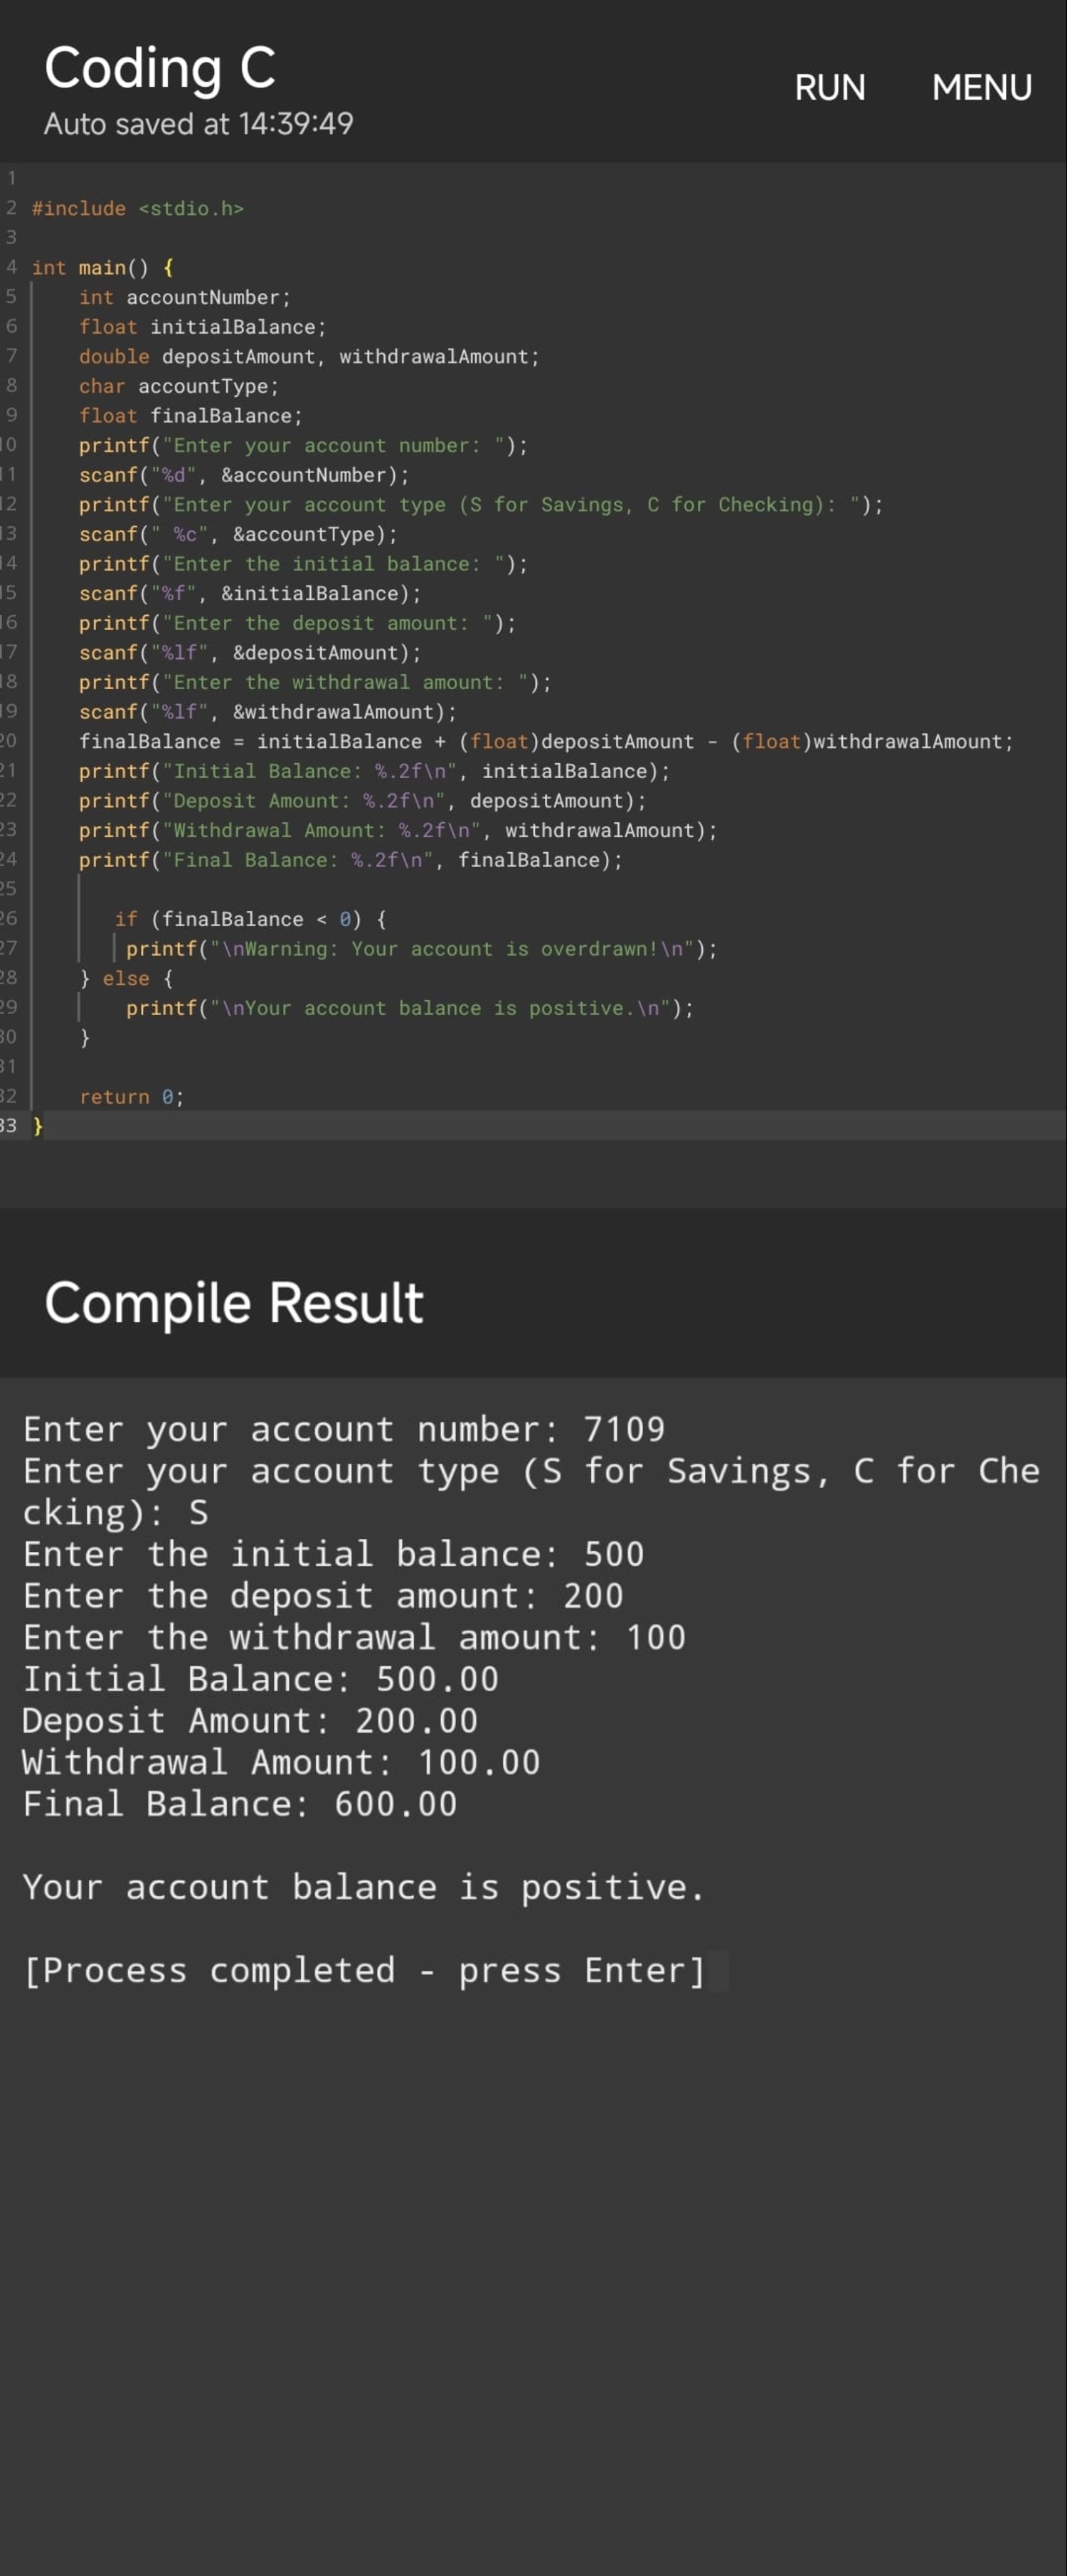 Coding C
Auto saved at 14:39:49
RUN MENU
1
2 #include <stdio.h>
3
4 int main() {
5     int accountNumber;
6     float initialBalance;
7     double depositAmount, withdrawalAmount;
8     char accountType;
9     float finalBalance;
10     printf("Enter your account number: ");
11     scanf("%d", &accountNumber);
12     printf("Enter your account type (S for Savings, C for Checking): ");
13     scanf(" %c", &accountType);
14     printf("Enter the initial balance: ");
15     scanf("%f", &initialBalance);
16     printf("Enter the deposit amount: ");
17     scanf("%lf", &depositAmount);
18     printf("Enter the withdrawal amount: ");
19     scanf("%lf", &withdrawalAmount);
20     finalBalance = initialBalance + (float)depositAmount - (float)withdrawalAmount;
21     printf("Initial Balance: %.2f\n", initialBalance);
22     printf("Deposit Amount: %.2f\n", depositAmount);
23     printf("Withdrawal Amount: %.2f\n", withdrawalAmount);
24     printf("Final Balance: %.2f\n", finalBalance);
25
26        if (finalBalance < 0) {
27         printf("\nWarning: Your account is overdrawn!\n");
28     } else {
29         printf("\nYour account balance is positive.\n");
30     }
31
32     return 0;
33 }
Compile Result
Enter your account number: 7109
Enter your account type (S for Savings, C for Che
cking): S
Enter the initial balance: 500
Enter the deposit amount: 200
Enter the withdrawal amount: 100
Initial Balance: 500.00
Deposit Amount: 200.00
Withdrawal Amount: 100.00
Final Balance: 600.00

Your account balance is positive.

[Process completed - press Enter]